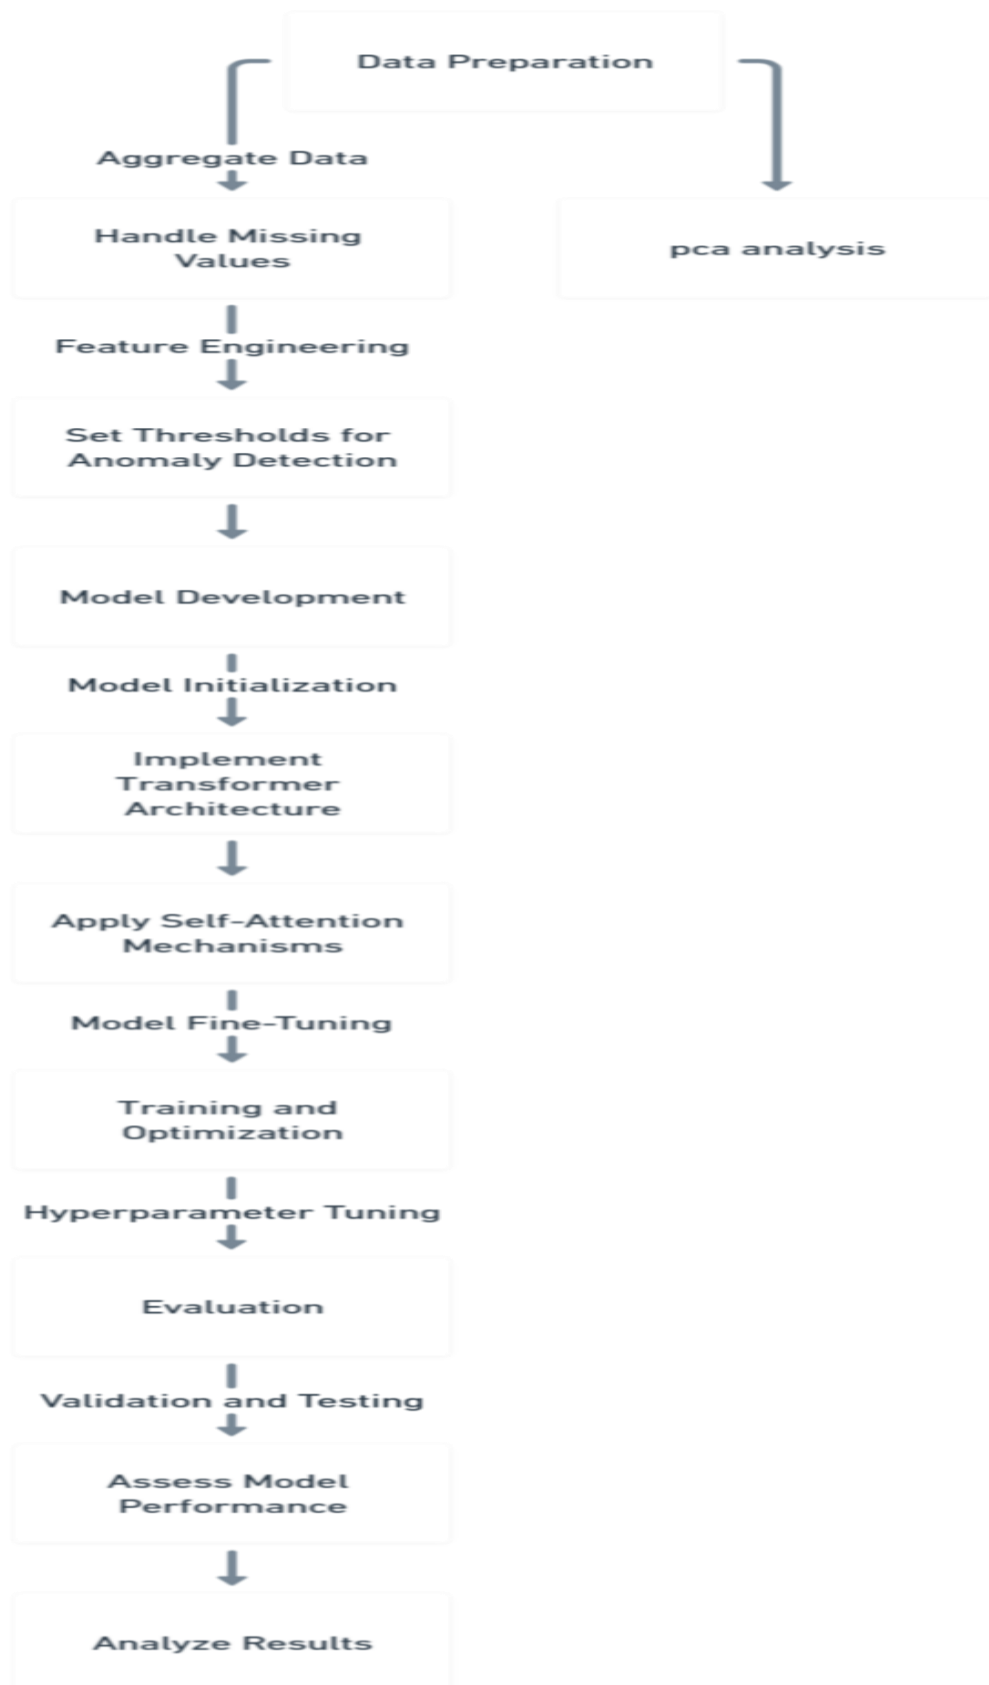 Data Preparation
Aggregate Data
Handle Missing
Values
pca analysis
Feature Engineering
Set Thresholds for
Anomaly Detection
Model Development
Model Initialization
Implement
Transformer
Architecture
Apply Self-Attention
Mechanisms
Model Fine-Tuning
Training and
Optimization
Hyperparameter Tuning
Evaluation
Validation and Testing
Assess Model
Performance
Analyze Results